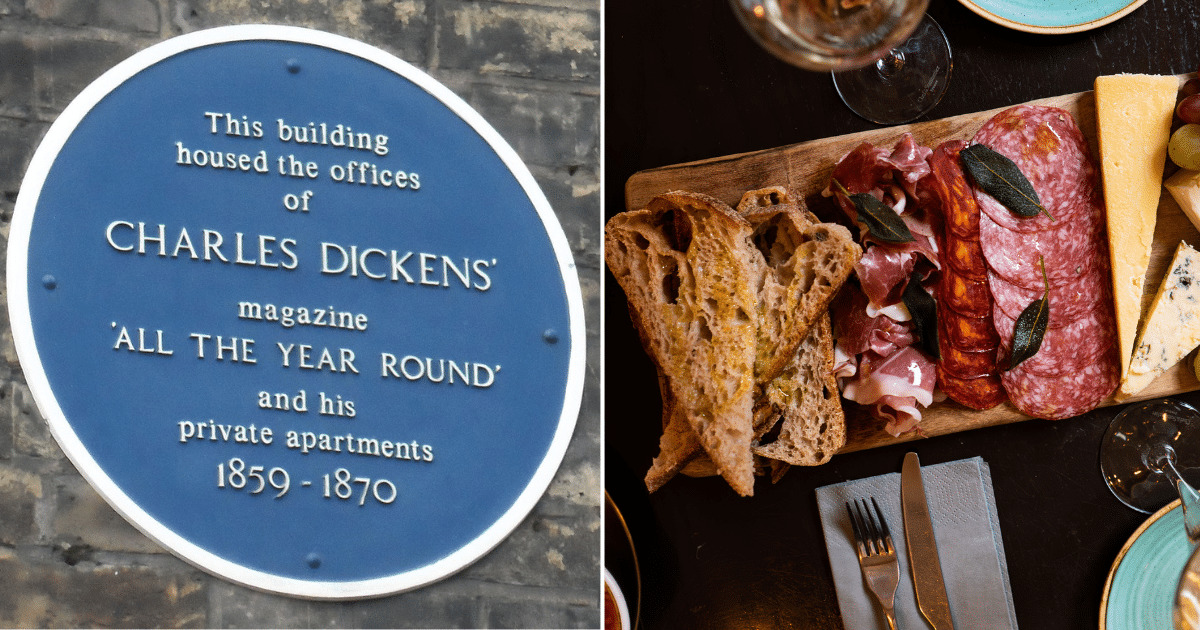 This building
housed the offices
of
CHARLES DICKENS'
magazine
'ALL THE YEAR ROUND'
and his
private apartments
1859 - 1870